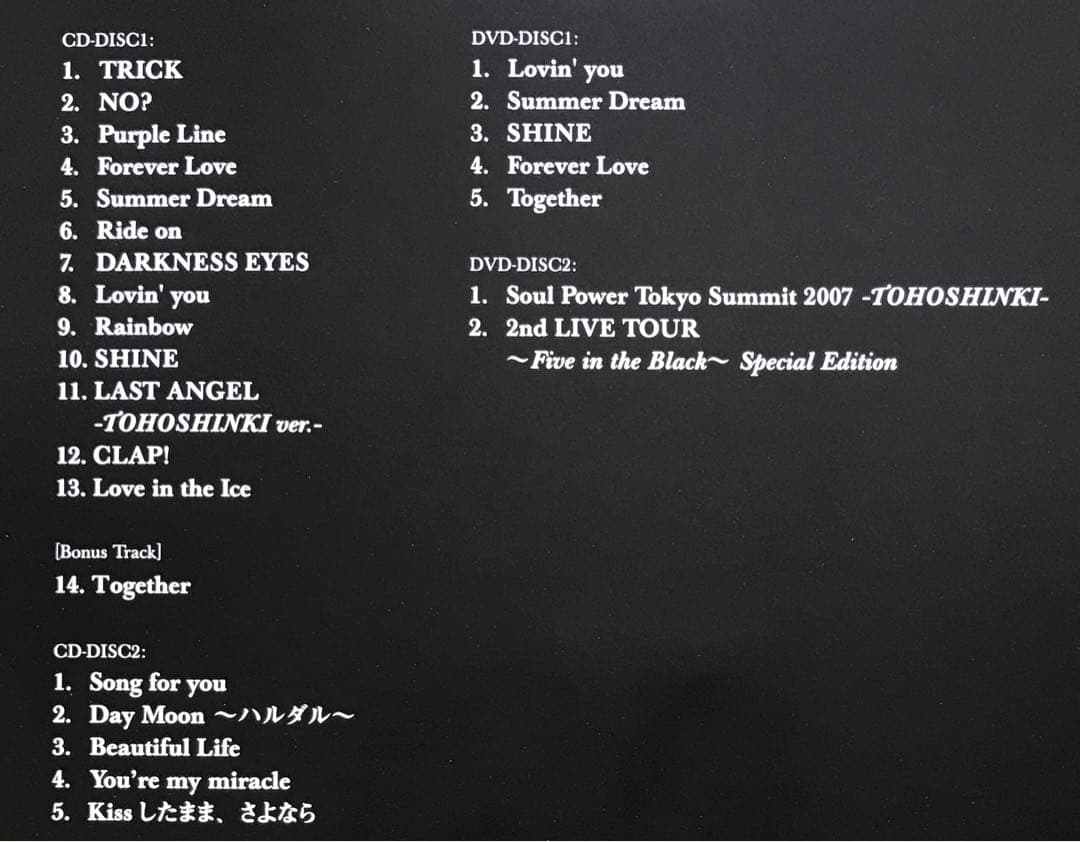 CD-DISC1:
1. TRICK
2. NO?
3. Purple Line
4. Forever Love
5. Summer Dream
6. Ride on
7. DARKNESS EYES
8. Lovin' you
9. Rainbow
10. SHINE
11. LAST ANGEL
-TOHOSHINKI ver.-
12. CLAP!
13. Love in the Ice
[Bonus Track]
14. Together
CD-DISC2:
1. Song for you
2. Day Moon ～ハルダル～
3. Beautiful Life
4. You’re my miracle
5. Kissしたまま、さよなら
DVD-DISC1:
1. Lovin' you
2. Summer Dream
3. SHINE
4. Forever Love
5. Together
DVD-DISC2:
1. Soul Power Tokyo Summit 2007 -TOHOSHINKI-
2. 2nd LIVE TOUR
～Five in the Black～ Special Edition